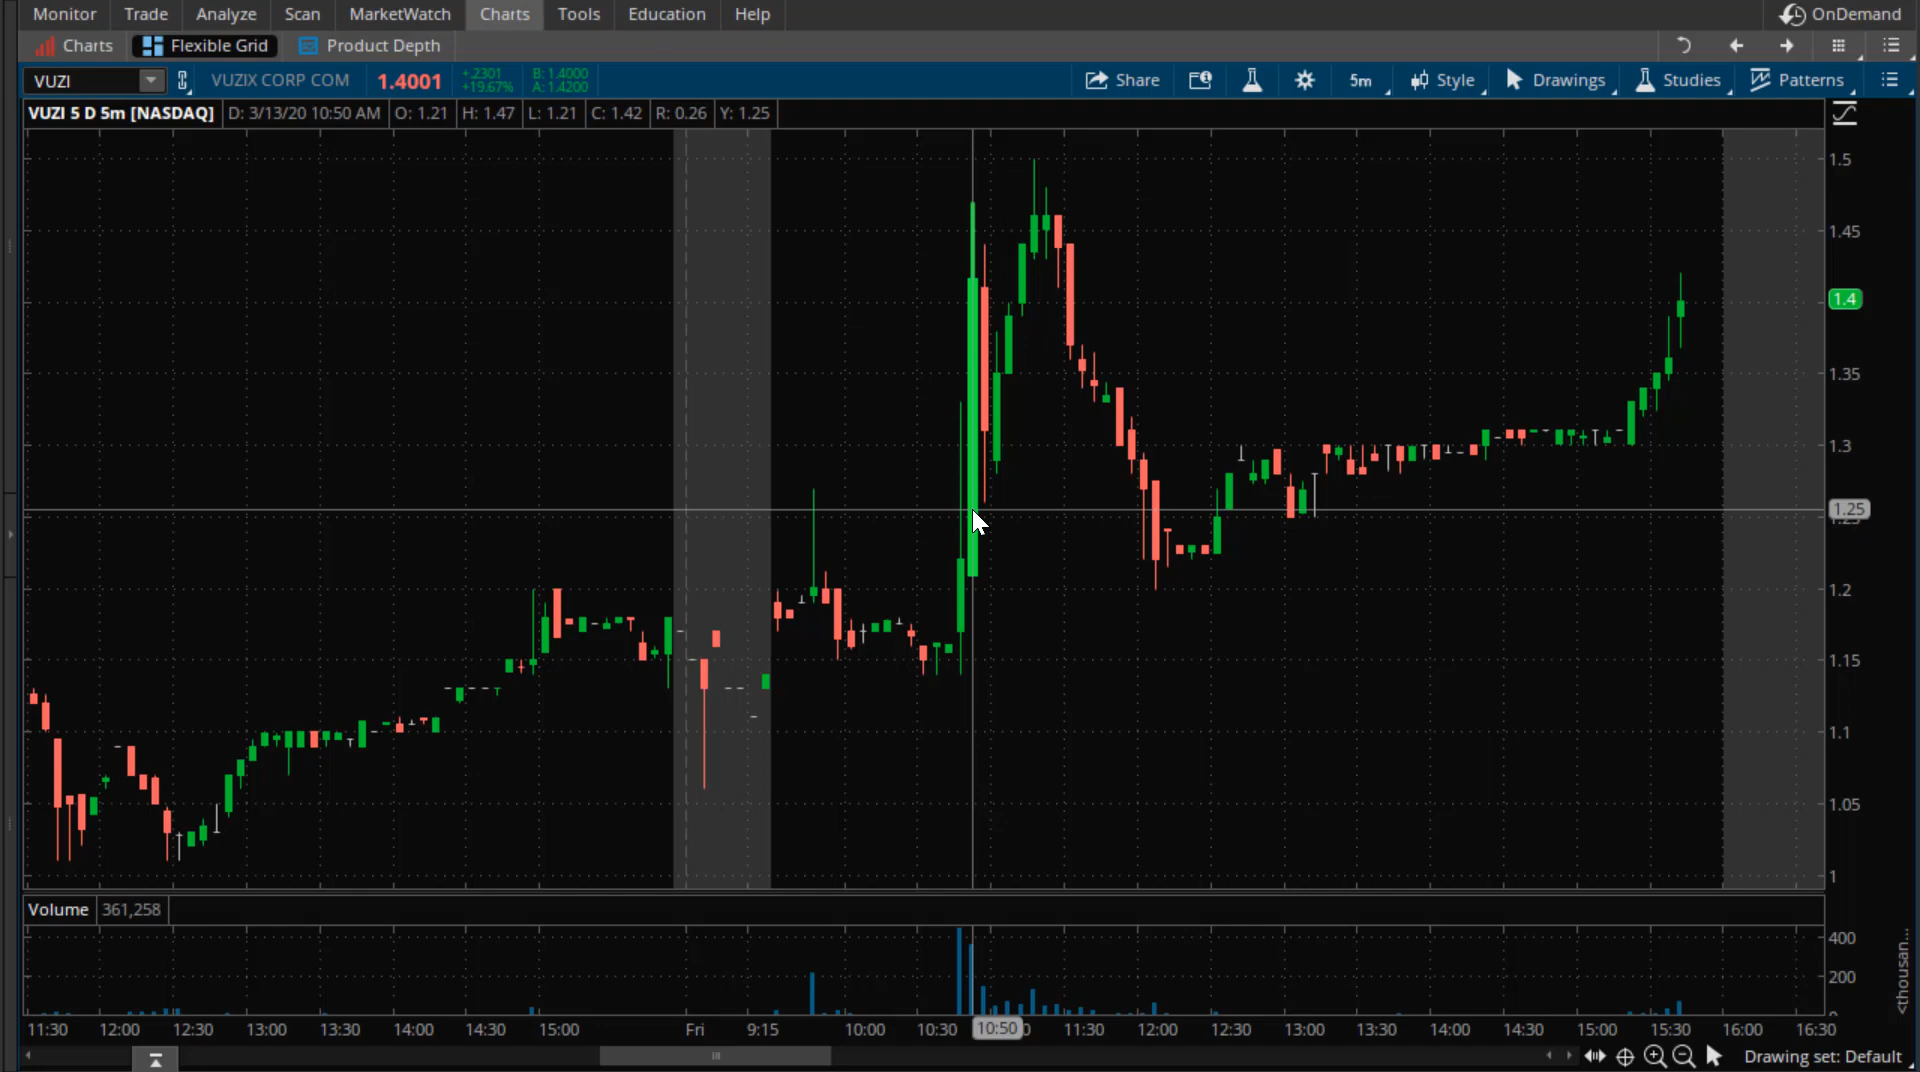 Monitor Trade Analyze Scan MarketWatch Charts Tools Education Help OnDemand
Charts Flexible Grid Product Depth
VUZI VUZIX CORP COM 1.4001 +.2301 +19.67% B: 1.4000 A: 1.4200 Share 5m Style Drawings Studies Patterns
VUZI 5 D 5m [NASDAQ] D: 3/13/20 10:50 AM O: 1.21 H: 1.47 L: 1.21 C: 1.42 R: 0.26 Y: 1.25
1.5
1.45
1.4
1.35
1.3
1.25
1.2
1.15
1.1
1.05
1
Volume 361,258
400
200
<thousan...
11:30 12:00 12:30 13:00 13:30 14:00 14:30 15:00 Fri 9:15 10:00 10:30 10:50 11:30 12:00 12:30 13:00 13:30 14:00 14:30 15:00 15:30 16:00 16:30
Drawing set: Default